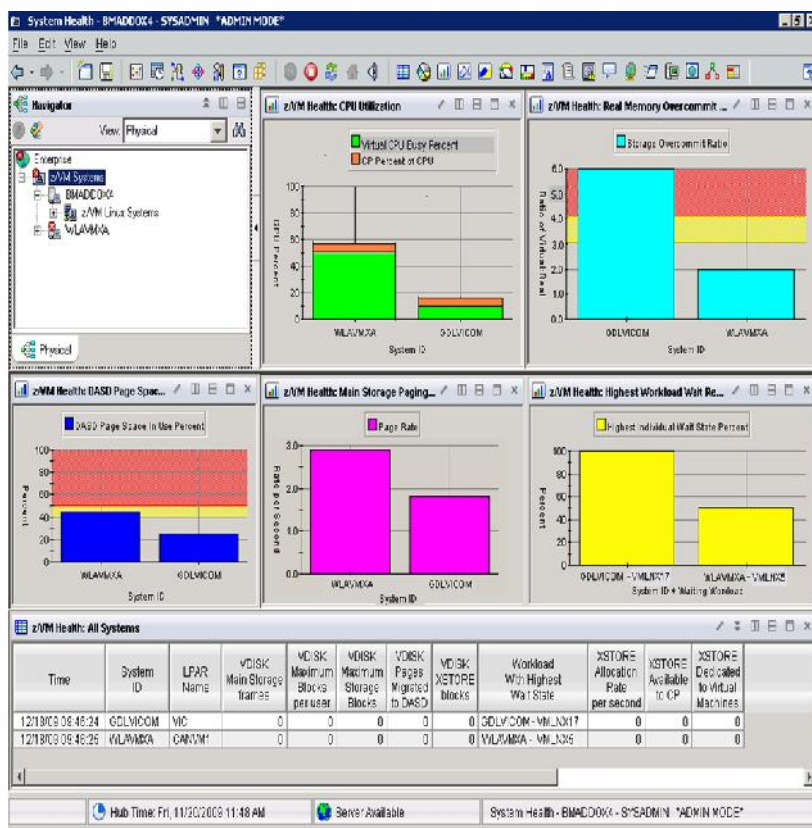 System Health - BMADDOX4 - SYSADMIN *ADMIN MODE*
File Edit View Help
Navigator
View: Physical
Enterprise
z/VM Systems
BMADDOX4
z/VM Linux Systems
WLAVMXA
Physical
z/VM Health: CPU Utilization
Virtual CPU Busy Percent
CP Percent of CPU
CPU Percent
100
80
60
40
20
0
WLAVMXA
GDLVICOM
System ID
z/VM Health: Real Memory Overcommit ...
Storage Overcommit Ratio
Ratio of Virtual:Real
6.0
5.0
4.0
3.0
2.0
1.0
0.0
GDLVICOM
WLAVMXA
System ID
z/VM Health: DASD Page Spac...
DASD Page Space In Use Percent
Percent
100
80
60
40
20
0
WLAVMXA
GDLVICOM
System ID
z/VM Health: Main Storage Paging...
Page Rate
Rate per Second
3.0
2.0
1.0
0.0
WLAVMXA
GDLVICOM
System ID
z/VM Health: Highest Workload Wait Re...
Highest Individual Wait State Percent
Percent
100
80
60
40
20
0
GDLVICOM - VMLNX17
WLAVMXA - VMLNX5
System ID + Waiting Workload
z/VM Health: All Systems
Time System ID LPAR Name VDISK Main Storage frames VDISK Maximum Blocks per user VDISK Maximum Storage Blocks VDISK Pages Migrated to DASD VDISK XSTORE blocks Workload With Highest Wait State XSTORE Allocation Rate per second XSTORE Available to CP XSTORE Dedicated to Virtual Machines
12/18/09 09:46:24 GDLVICOM VIC 0 0 0 0 0 GDLVICOM - VMLNX17 0 0 0
12/18/09 09:46:25 WLAVMXA CANVM1 0 0 0 0 0 WLAVMXA - VMLNX5 0 0 0
Hub Time: Fri, 11/20/2009 11:48 AM
Server Available
System Health - BMADDOX4 - SYSADMIN *ADMIN MODE*